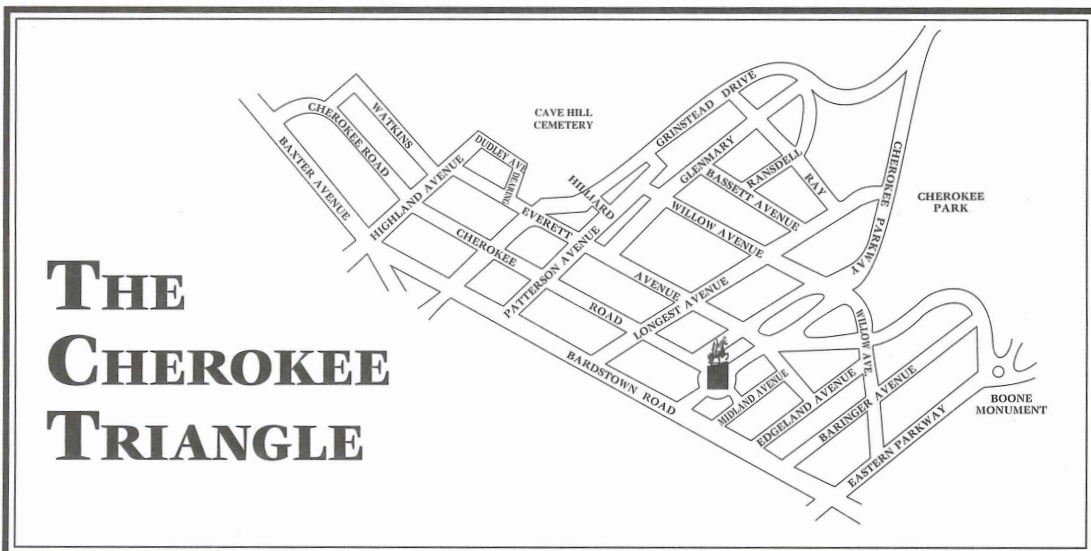 THE
CHEROKEE
TRIANGLE
BAXTER AVENUE
CHEROKEE ROAD
WATKINS
HIGHLAND AVENUE
DUDLEY AVE
DEARING
CAVE HILL
CEMETERY
EVERETT
AVENUE
HILLIARD
CHEROKEE
ROAD
PATTERSON AVENUE
GRINSTEAD DRIVE
GLENMARY
BASSETT AVENUE
RANSDELL
RAY
WILLOW AVENUE
LONGEST AVENUE
CHEROKEE PARKWAY
CHEROKEE
PARK
BARDSTOWN ROAD
WILLOW AVE.
MIDLAND AVENUE
EDGELAND AVENUE
BARINGER AVENUE
EASTERN PARKWAY
BOONE
MONUMENT